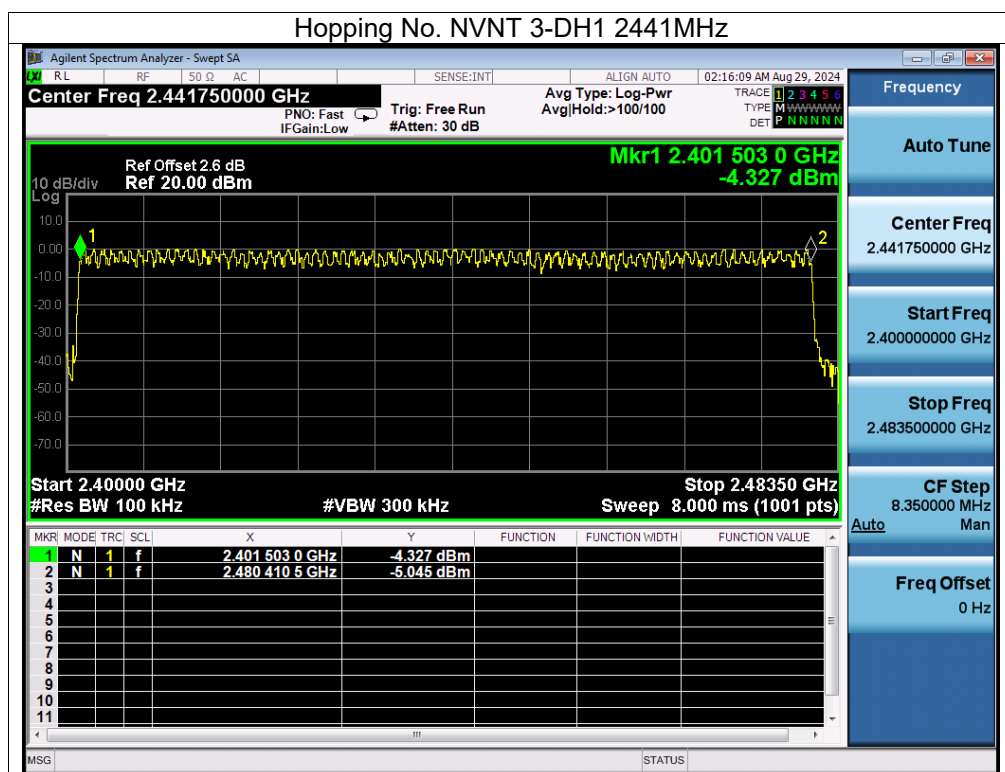 Hopping No. NVNT 3-DH1 2441MHz
Agilent Spectrum Analyzer - Swept SA
RL RF 50 Ω AC SENSE:INT ALIGN AUTO 02:16:09 AM Aug 29, 2024
Center Freq 2.441750000 GHz
PNO: Fast
IFGain:Low
Trig: Free Run
#Atten: 30 dB
Avg Type: Log-Pwr
Avg|Hold:>100/100
TRACE 1 2 3 4 5 6
TYPE M W W W W W
DET P N N N N N
Mkr1 2.401 503 0 GHz
-4.327 dBm
Ref Offset 2.6 dB
10 dB/div Ref 20.00 dBm
Log
10.0
0.00
-10.0
-20.0
-30.0
-40.0
-50.0
-60.0
-70.0
1
2
Start 2.40000 GHz Stop 2.48350 GHz
#Res BW 100 kHz #VBW 300 kHz Sweep 8.000 ms (1001 pts)
MKR MODE TRC SCL X Y FUNCTION FUNCTION WIDTH FUNCTION VALUE
1 N 1 f 2.401 503 0 GHz -4.327 dBm
2 N 1 f 2.480 410 5 GHz -5.045 dBm
3
4
5
6
7
8
9
10
11
MSG STATUS
Frequency
Auto Tune
Center Freq
2.441750000 GHz
Start Freq
2.400000000 GHz
Stop Freq
2.483500000 GHz
CF Step
8.350000 MHz
Auto Man
Freq Offset
0 Hz